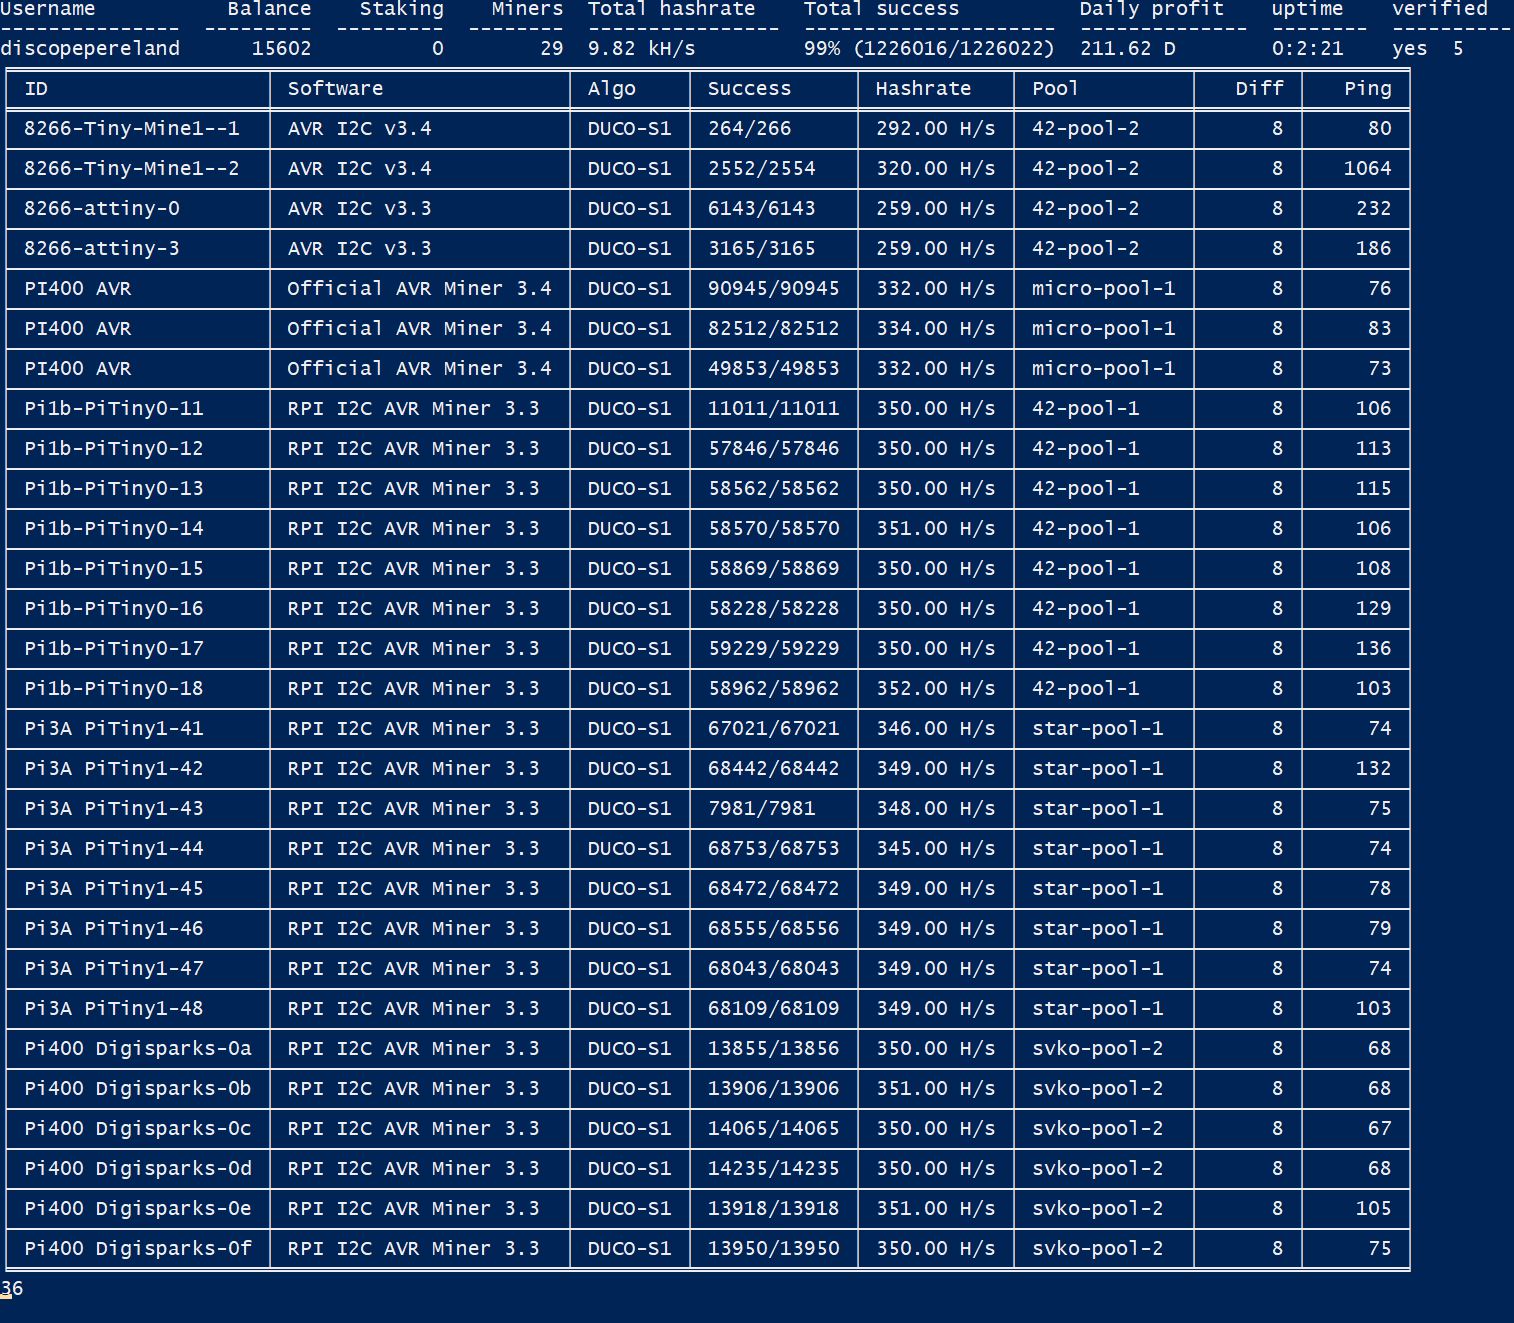 Username Balance Staking Miners Total hashrate Total success Daily profit uptime verified
--------------- --------- --------- -------- -------------- --------------------- -------------- -------- ----------
discopepereland 15602 0 29 9.82 kH/s 99% (1226016/1226022) 211.62 D 0:2:21 yes 5
ID Software Algo Success Hashrate Pool Diff Ping
8266-Tiny-Mine1--1 AVR I2C v3.4 DUCO-S1 264/266 292.00 H/s 42-pool-2 8 80
8266-Tiny-Mine1--2 AVR I2C v3.4 DUCO-S1 2552/2554 320.00 H/s 42-pool-2 8 1064
8266-attiny-0 AVR I2C v3.3 DUCO-S1 6143/6143 259.00 H/s 42-pool-2 8 232
8266-attiny-3 AVR I2C v3.3 DUCO-S1 3165/3165 259.00 H/s 42-pool-2 8 186
PI400 AVR Official AVR Miner 3.4 DUCO-S1 90945/90945 332.00 H/s micro-pool-1 8 76
PI400 AVR Official AVR Miner 3.4 DUCO-S1 82512/82512 334.00 H/s micro-pool-1 8 83
PI400 AVR Official AVR Miner 3.4 DUCO-S1 49853/49853 332.00 H/s micro-pool-1 8 73
Pi1b-PiTiny0-11 RPI I2C AVR Miner 3.3 DUCO-S1 11011/11011 350.00 H/s 42-pool-1 8 106
Pi1b-PiTiny0-12 RPI I2C AVR Miner 3.3 DUCO-S1 57846/57846 350.00 H/s 42-pool-1 8 113
Pi1b-PiTiny0-13 RPI I2C AVR Miner 3.3 DUCO-S1 58562/58562 350.00 H/s 42-pool-1 8 115
Pi1b-PiTiny0-14 RPI I2C AVR Miner 3.3 DUCO-S1 58570/58570 351.00 H/s 42-pool-1 8 106
Pi1b-PiTiny0-15 RPI I2C AVR Miner 3.3 DUCO-S1 58869/58869 350.00 H/s 42-pool-1 8 108
Pi1b-PiTiny0-16 RPI I2C AVR Miner 3.3 DUCO-S1 58228/58228 350.00 H/s 42-pool-1 8 129
Pi1b-PiTiny0-17 RPI I2C AVR Miner 3.3 DUCO-S1 59229/59229 350.00 H/s 42-pool-1 8 136
Pi1b-PiTiny0-18 RPI I2C AVR Miner 3.3 DUCO-S1 58962/58962 352.00 H/s 42-pool-1 8 103
Pi3A PiTiny1-41 RPI I2C AVR Miner 3.3 DUCO-S1 67021/67021 346.00 H/s star-pool-1 8 74
Pi3A PiTiny1-42 RPI I2C AVR Miner 3.3 DUCO-S1 68442/68442 349.00 H/s star-pool-1 8 132
Pi3A PiTiny1-43 RPI I2C AVR Miner 3.3 DUCO-S1 7981/7981 348.00 H/s star-pool-1 8 75
Pi3A PiTiny1-44 RPI I2C AVR Miner 3.3 DUCO-S1 68753/68753 345.00 H/s star-pool-1 8 74
Pi3A PiTiny1-45 RPI I2C AVR Miner 3.3 DUCO-S1 68472/68472 349.00 H/s star-pool-1 8 78
Pi3A PiTiny1-46 RPI I2C AVR Miner 3.3 DUCO-S1 68555/68556 349.00 H/s star-pool-1 8 79
Pi3A PiTiny1-47 RPI I2C AVR Miner 3.3 DUCO-S1 68043/68043 349.00 H/s star-pool-1 8 74
Pi3A PiTiny1-48 RPI I2C AVR Miner 3.3 DUCO-S1 68109/68109 349.00 H/s star-pool-1 8 103
Pi400 Digisparks-0a RPI I2C AVR Miner 3.3 DUCO-S1 13855/13856 350.00 H/s svko-pool-2 8 68
Pi400 Digisparks-0b RPI I2C AVR Miner 3.3 DUCO-S1 13906/13906 351.00 H/s svko-pool-2 8 68
Pi400 Digisparks-0c RPI I2C AVR Miner 3.3 DUCO-S1 14065/14065 350.00 H/s svko-pool-2 8 67
Pi400 Digisparks-0d RPI I2C AVR Miner 3.3 DUCO-S1 14235/14235 350.00 H/s svko-pool-2 8 68
Pi400 Digisparks-0e RPI I2C AVR Miner 3.3 DUCO-S1 13918/13918 351.00 H/s svko-pool-2 8 105
Pi400 Digisparks-0f RPI I2C AVR Miner 3.3 DUCO-S1 13950/13950 350.00 H/s svko-pool-2 8 75
36